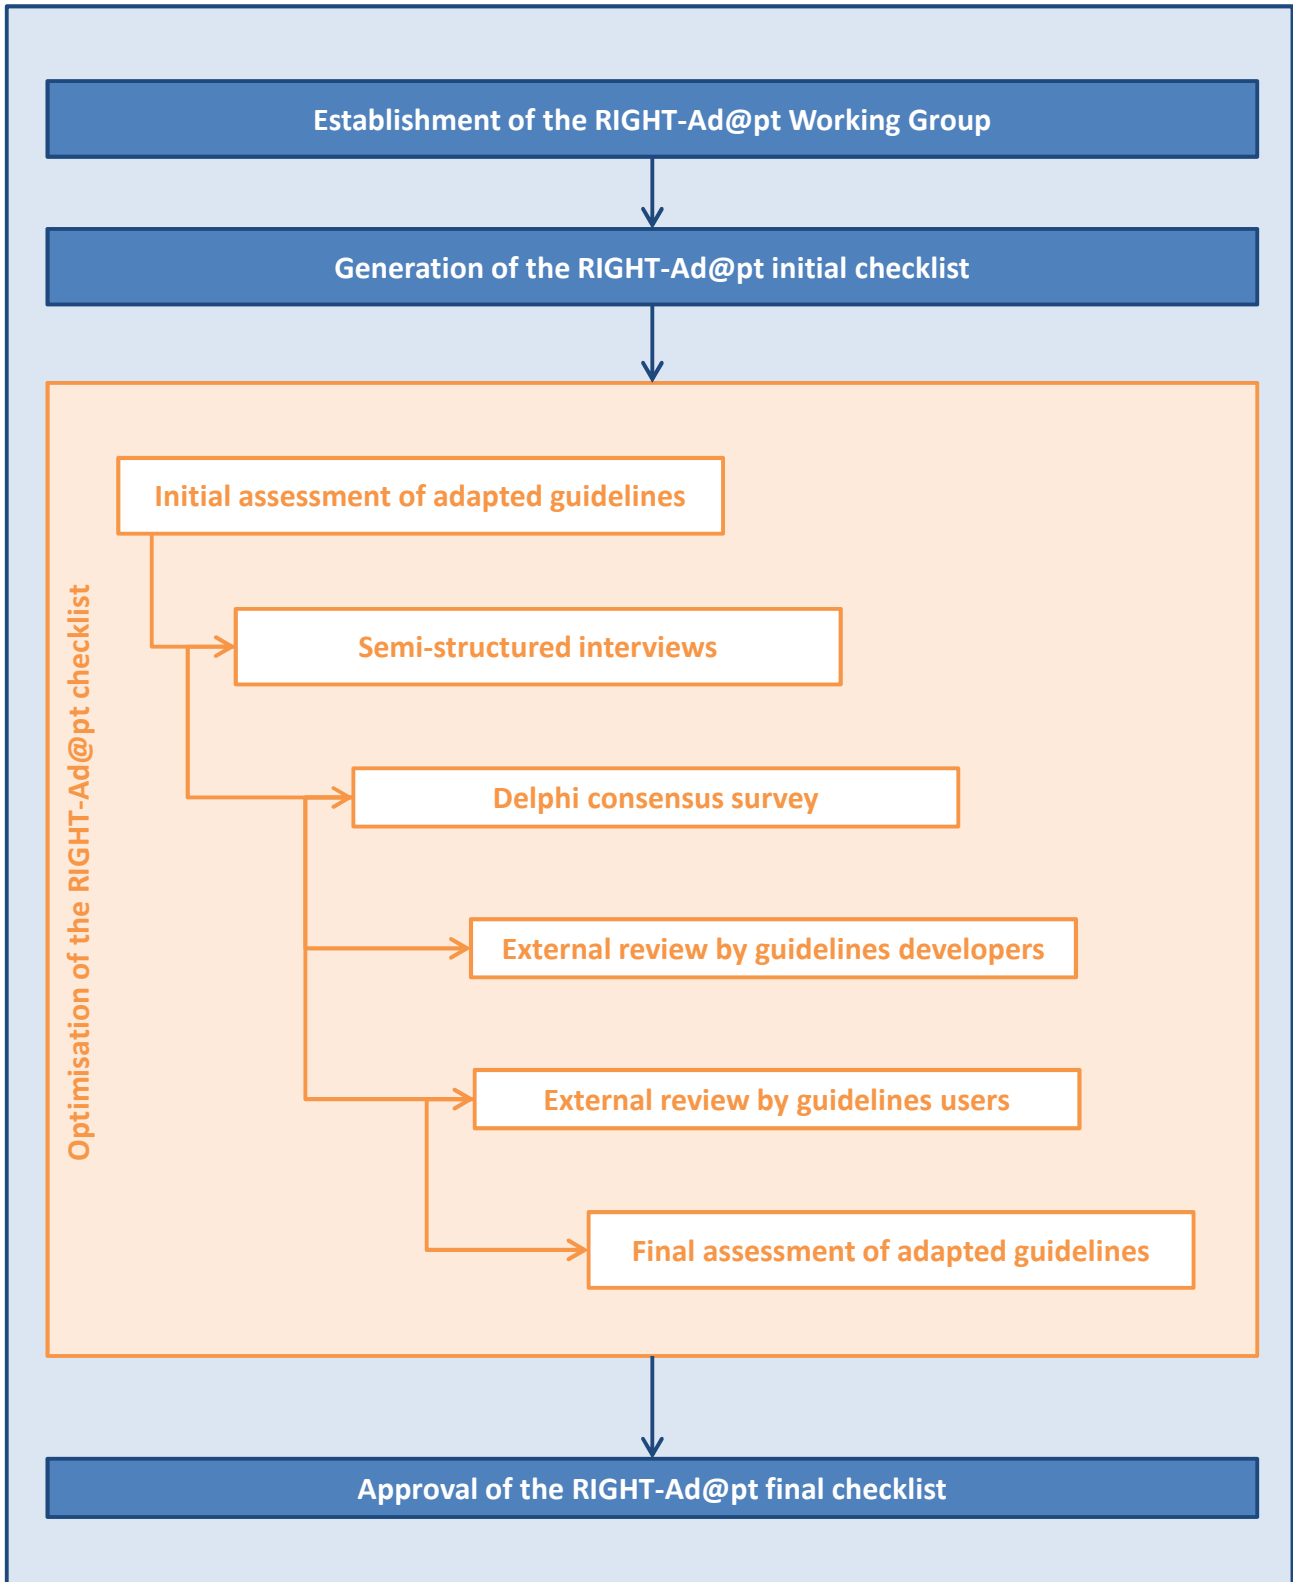 Establishment of the RIGHT-Ad@pt Working Group
Generation of the RIGHT-Ad@pt initial checklist
Optimisation of the RIGHT-Ad@pt checklist
Initial assessment of adapted guidelines
Semi-structured interviews
Delphi consensus survey
External review by guidelines developers
External review by guidelines users
Final assessment of adapted guidelines
Approval of the RIGHT-Ad@pt final checklist